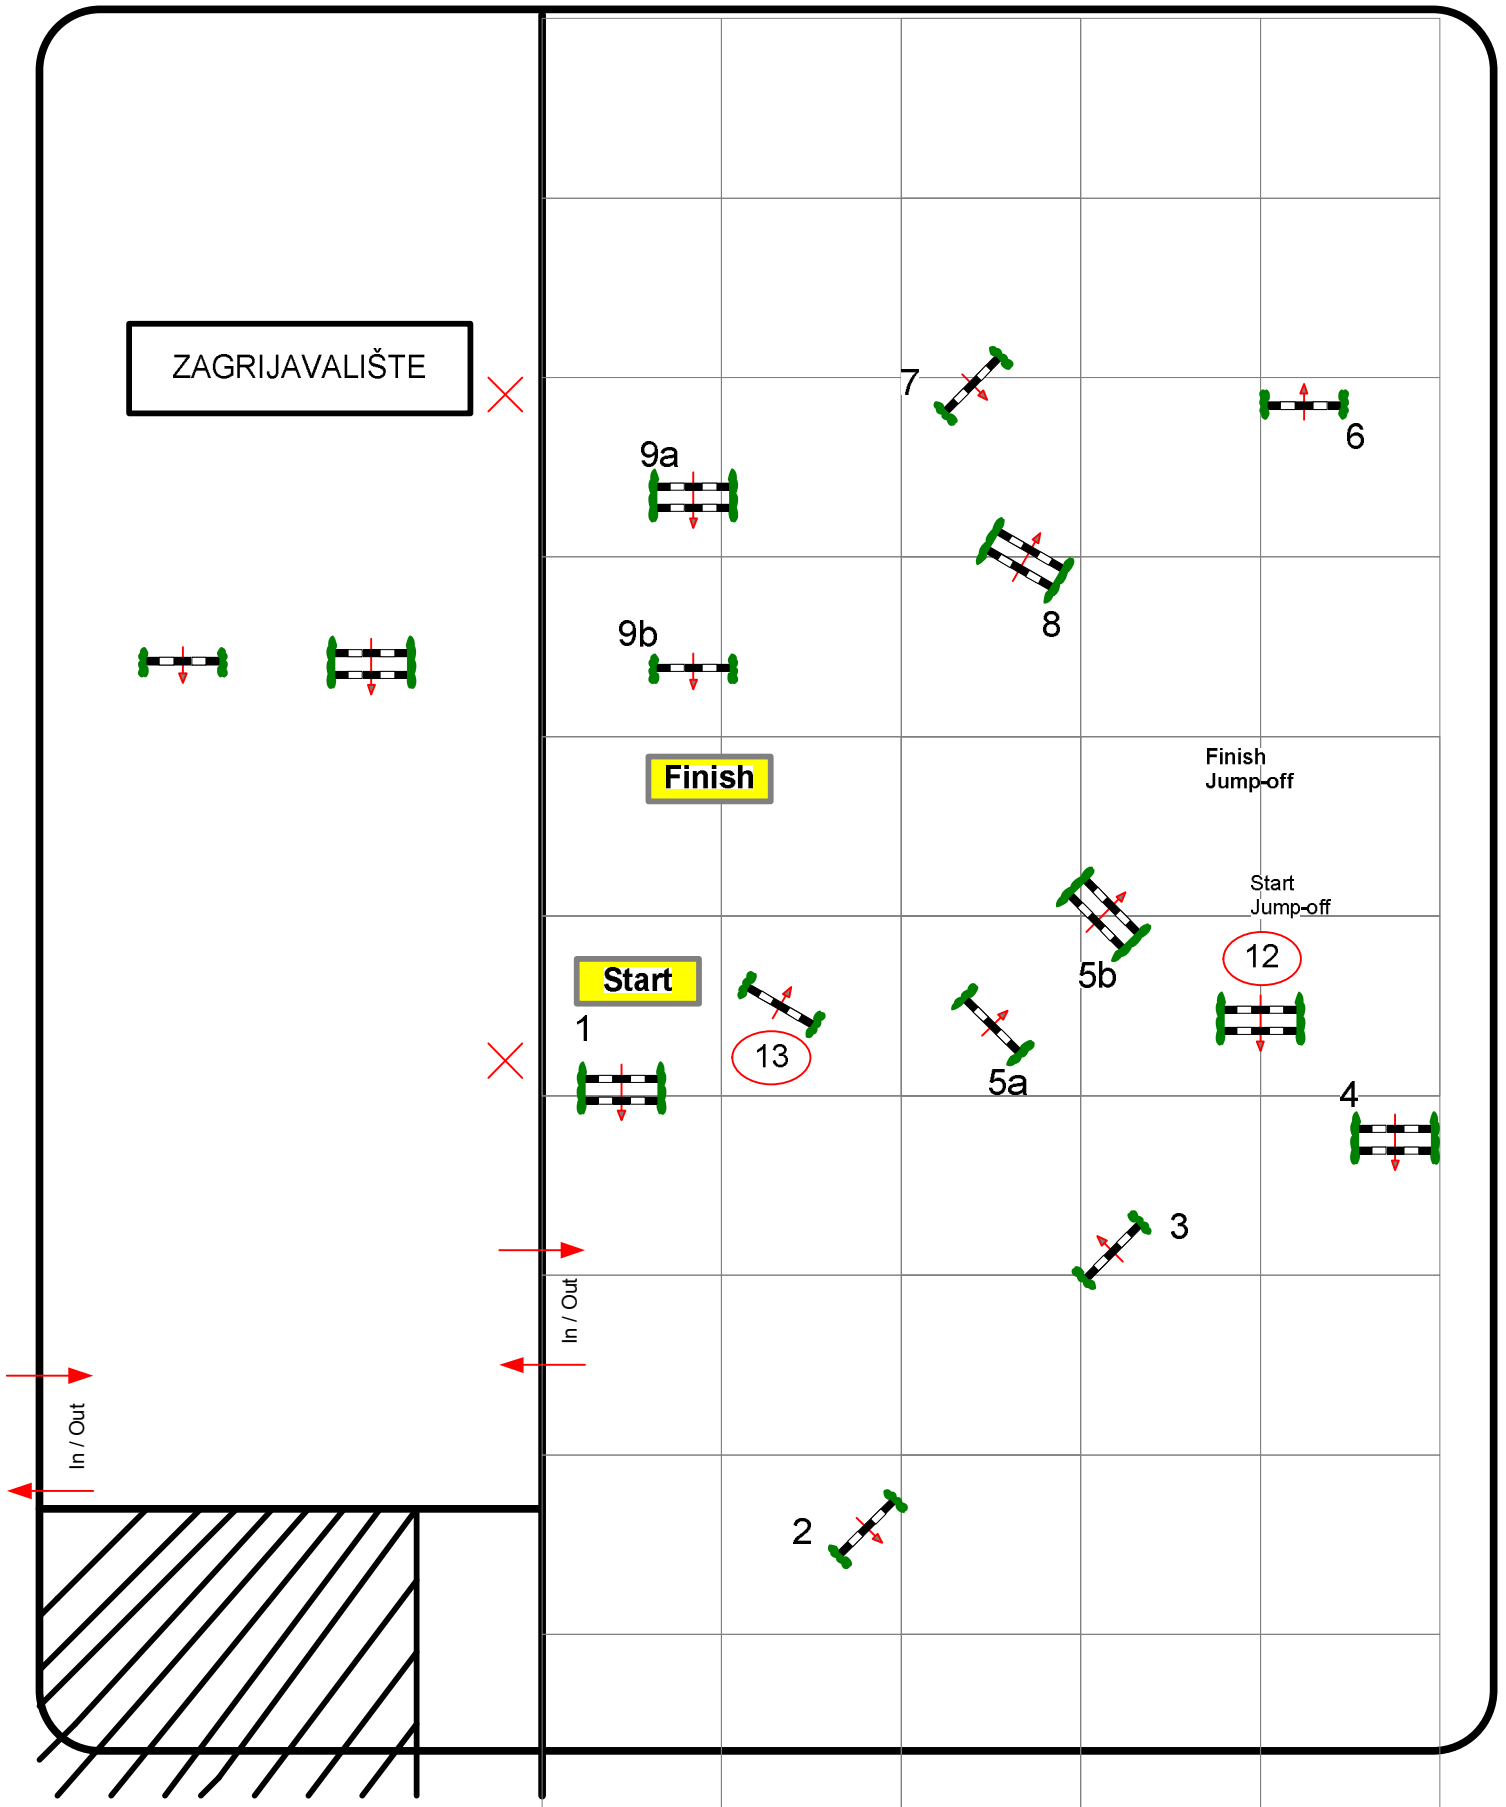 ZAGRIJAVALIŠTE
7
6
9a
8
9b
Finish
Finish
Jump-off
Start
Jump-off
12
5b
Start
1
13
5a
4
3
In / Out
In / Out
2